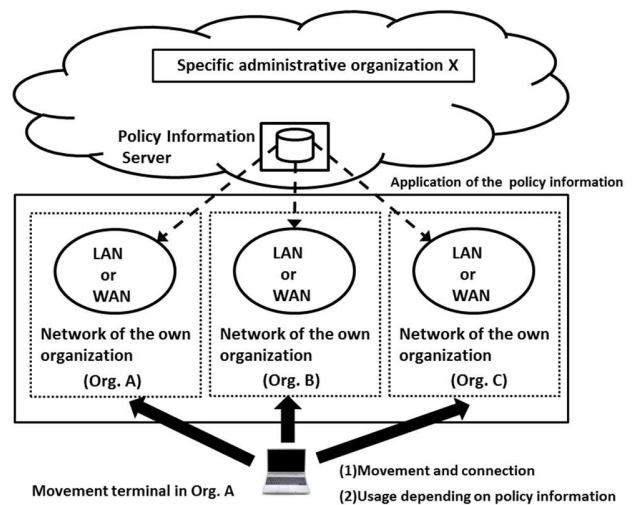 Specific administrative organization X
Policy Information
Server
Application of the policy information
LAN
or
WAN
Network of the own
organization
(Org. A)
LAN
or
WAN
Network of the own
organization
(Org. B)
LAN
or
WAN
Network of the own
organization
(Org. C)
Movement terminal in Org. A
(1)Movement and connection
(2)Usage depending on policy information